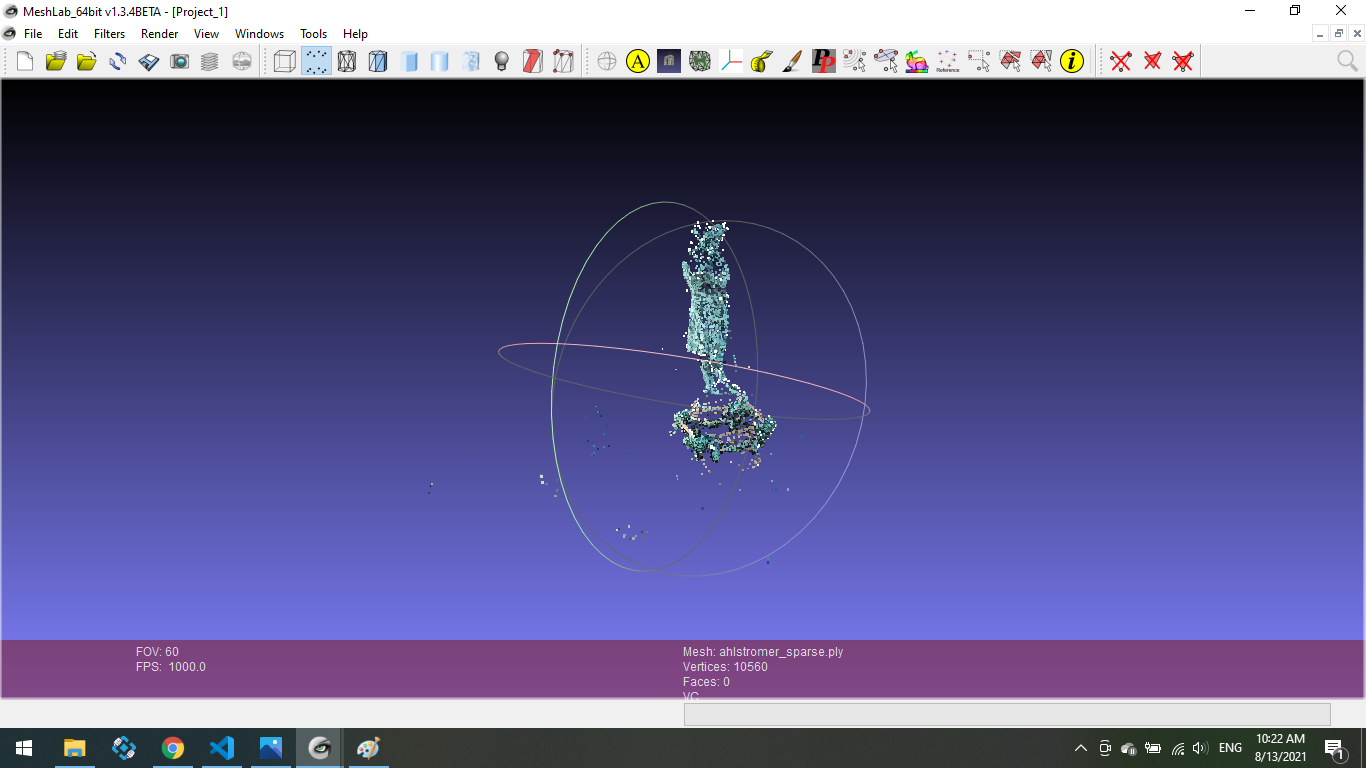 MeshLab_64bit v1.3.4BETA - [Project_1]
File Edit Filters Render View Windows Tools Help
A
PP
Reference
i
FOV: 60
FPS: 1000.0
Mesh: ahlstromer_sparse.ply
Vertices: 10560
Faces: 0
VC
ENG
10:22 AM
8/13/2021
1